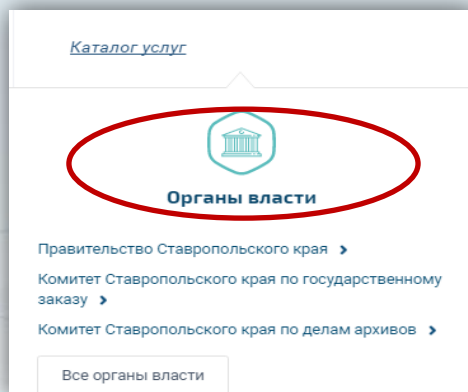 Каталог услуг
Органы власти
Правительство Ставропольского края
Комитет Ставропольского края по государственному
заказу
Комитет Ставропольского края по делам архивов
Все органы власти